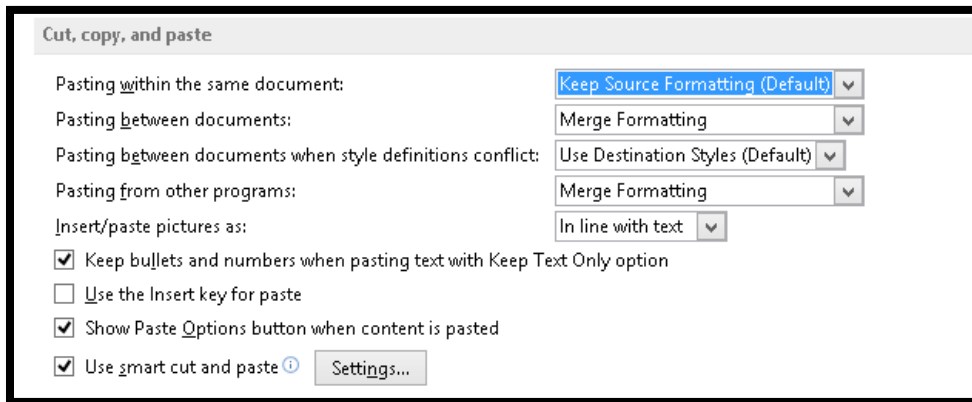 Cut, copy, and paste
Pasting within the same document: Keep Source Formatting (Default)
Pasting between documents: Merge Formatting
Pasting between documents when style definitions conflict: Use Destination Styles (Default)
Pasting from other programs: Merge Formatting
Insert/paste pictures as: In line with text
Keep bullets and numbers when pasting text with Keep Text Only option
Use the Insert key for paste
Show Paste Options button when content is pasted
Use smart cut and paste Settings...